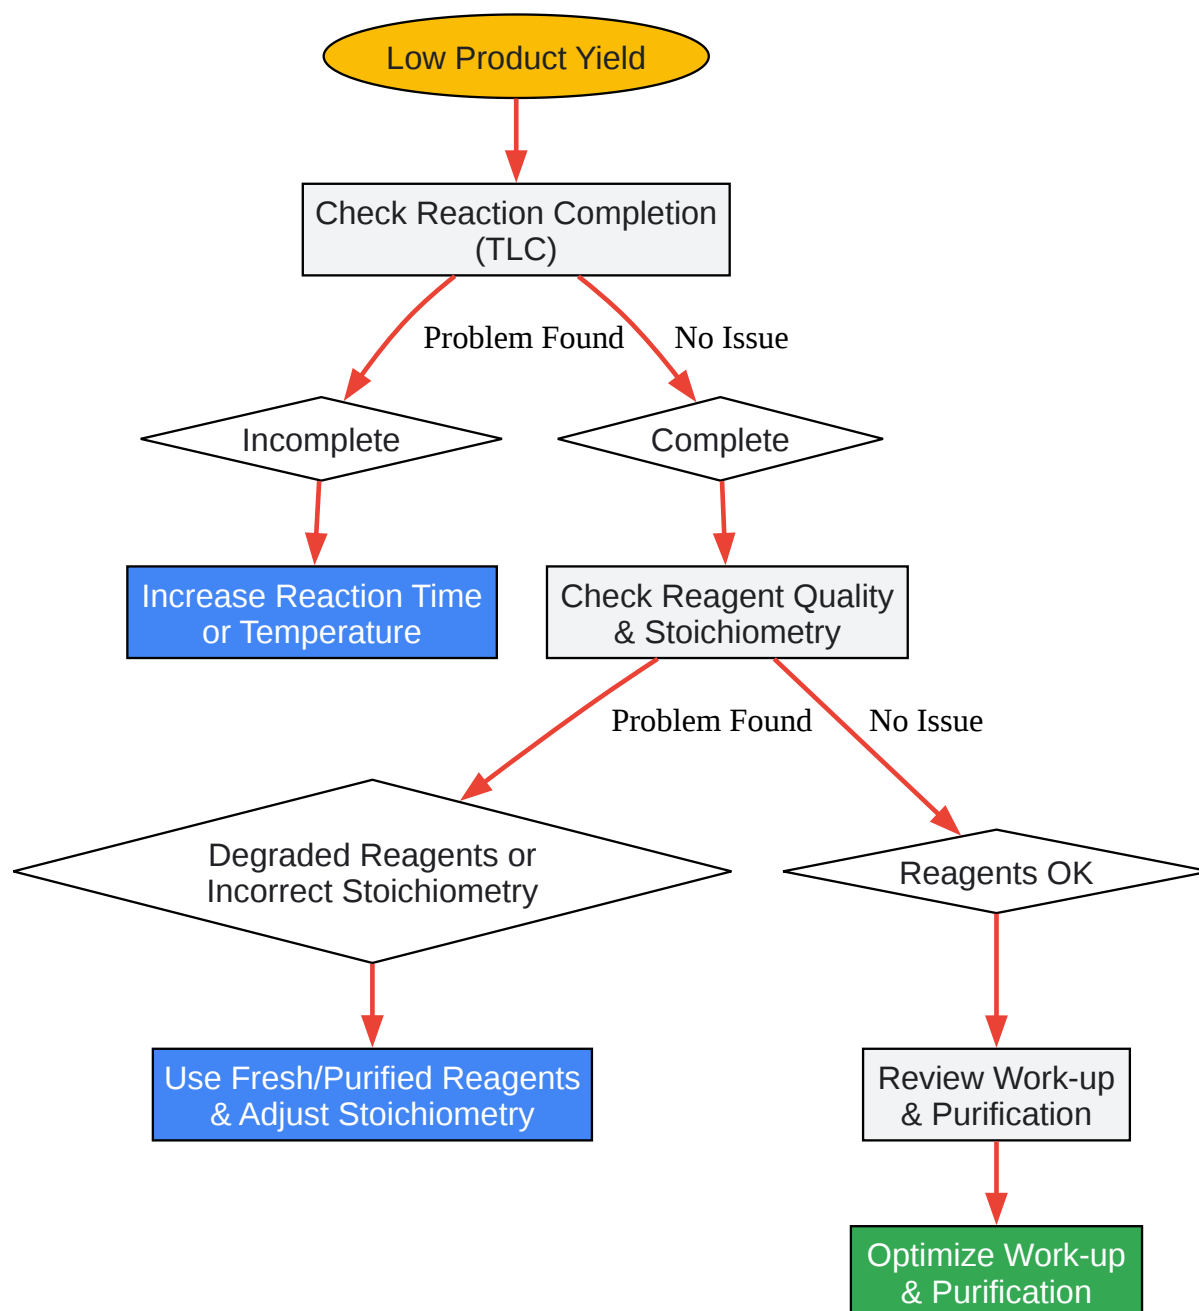 Low Product Yield
Check Reaction Completion
(TLC)
Problem Found
No Issue
Incomplete
Complete
Increase Reaction Time
or Temperature
Check Reagent Quality
& Stoichiometry
Problem Found
No Issue
Degraded Reagents or
Incorrect Stoichiometry
Reagents OK
Use Fresh/Purified Reagents
& Adjust Stoichiometry
Review Work-up
& Purification
Optimize Work-up
& Purification